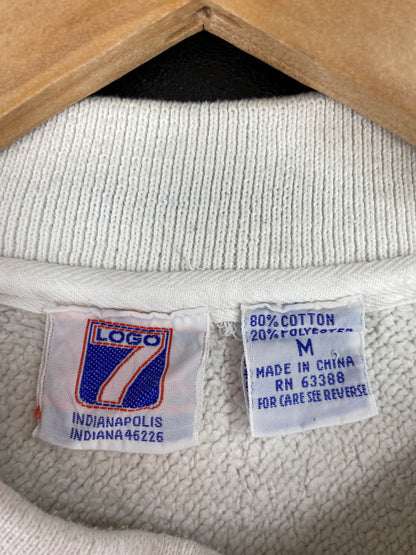 LOGO
7
INDIANAPOLIS
INDIANA 46226
80% COTTON
20% POLYESTER
M
MADE IN CHINA
RN 63388
FOR CARE SEE REVERSE